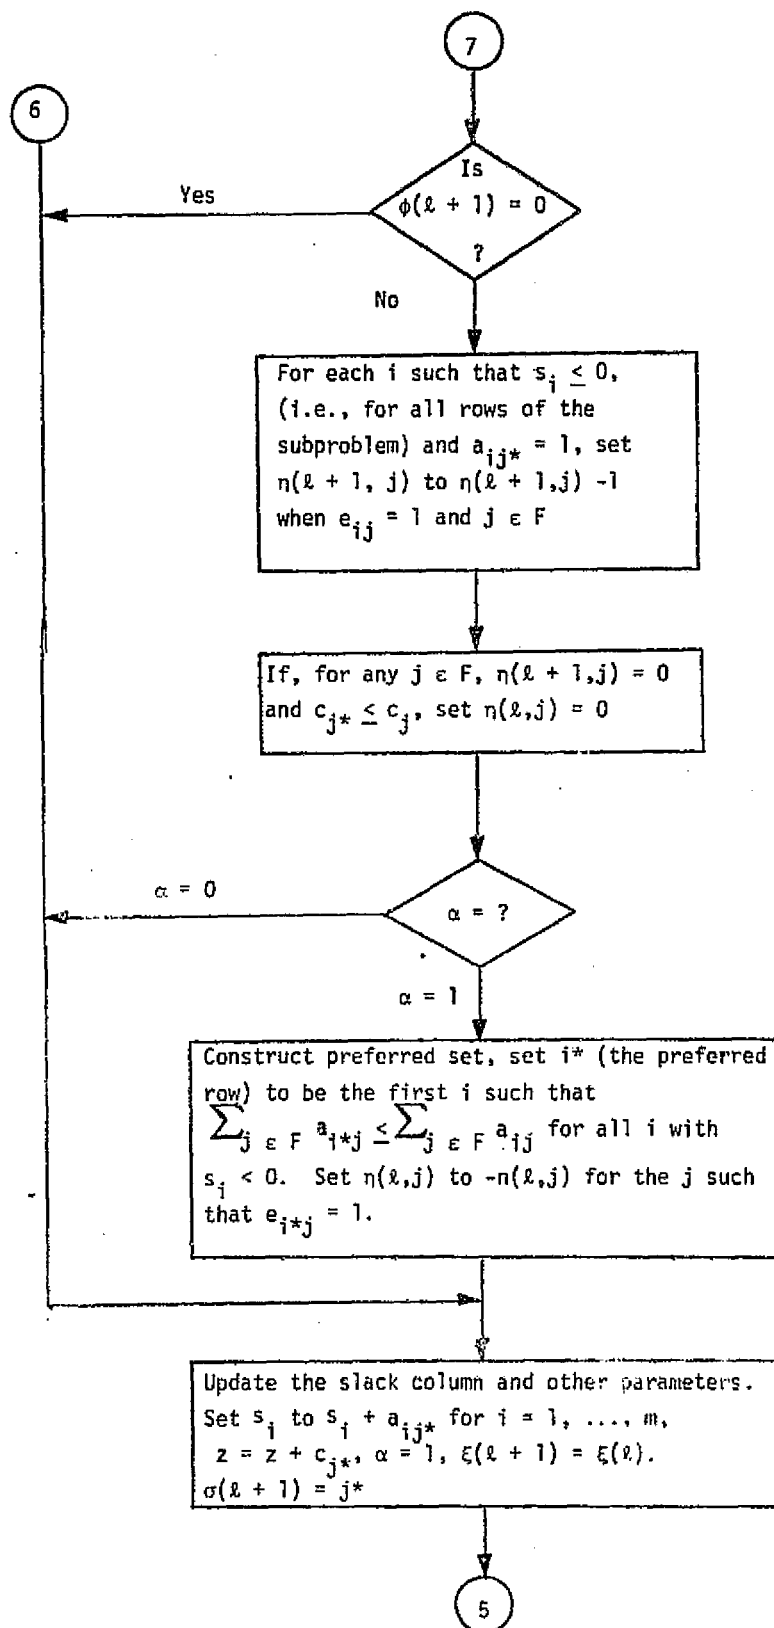 7
6
Is
Yes
ϕ(ℓ + 1) = 0
?
No
For each i such that s_i ≤ 0,
(i.e., for all rows of the
subproblem) and a_ij* = 1, set
η(ℓ + 1, j) to η(ℓ + 1,j) -1
when e_ij = 1 and j ε F
If, for any j ε F, η(ℓ + 1,j) = 0
and c_j* ≤ c_j, set η(ℓ,j) = 0
α = 0
α = ?
α = 1
Construct preferred set, set i* (the preferred
row) to be the first i such that
∑_j ε F a_i*j ≤ ∑_j ε F a_ij for all i with
s_i < 0. Set η(ℓ,j) to -n(ℓ,j) for the j such
that e_i*j = 1.
Update the slack column and other parameters.
Set s_i to s_i + a_ij* for i = 1, ..., m,
z = z + c_j*, α = 1, ξ(ℓ + 1) = ξ(ℓ).
σ(ℓ + 1) = j*
5